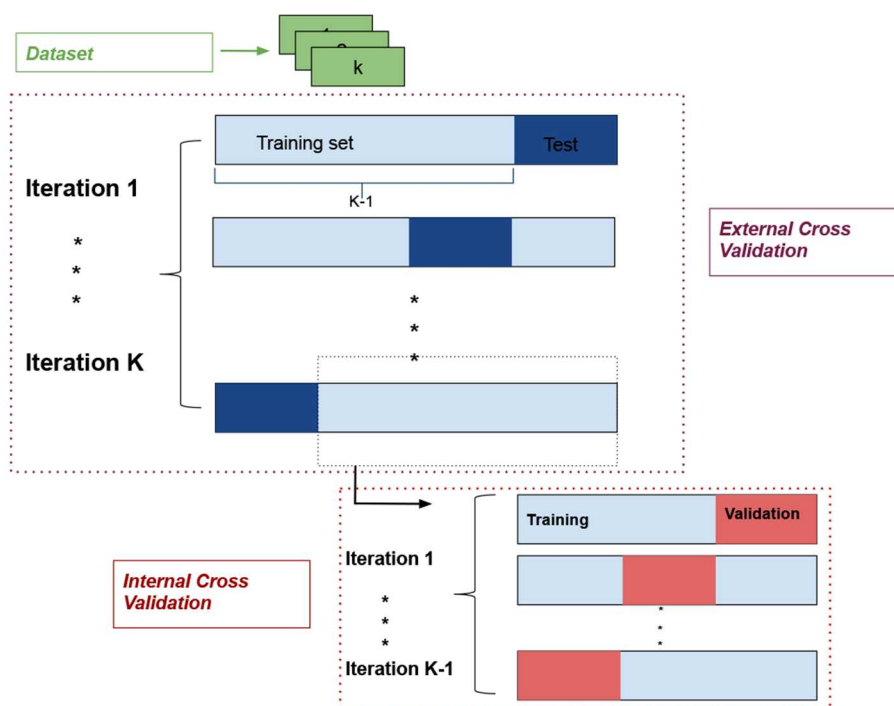 Dataset
k
Training set
Test
K-1
Iteration 1
*
*
*
Iteration K
*
*
*
External Cross
Validation
Training
Validation
Iteration 1
*
*
*
Iteration K-1
*
*
*
Internal Cross
Validation